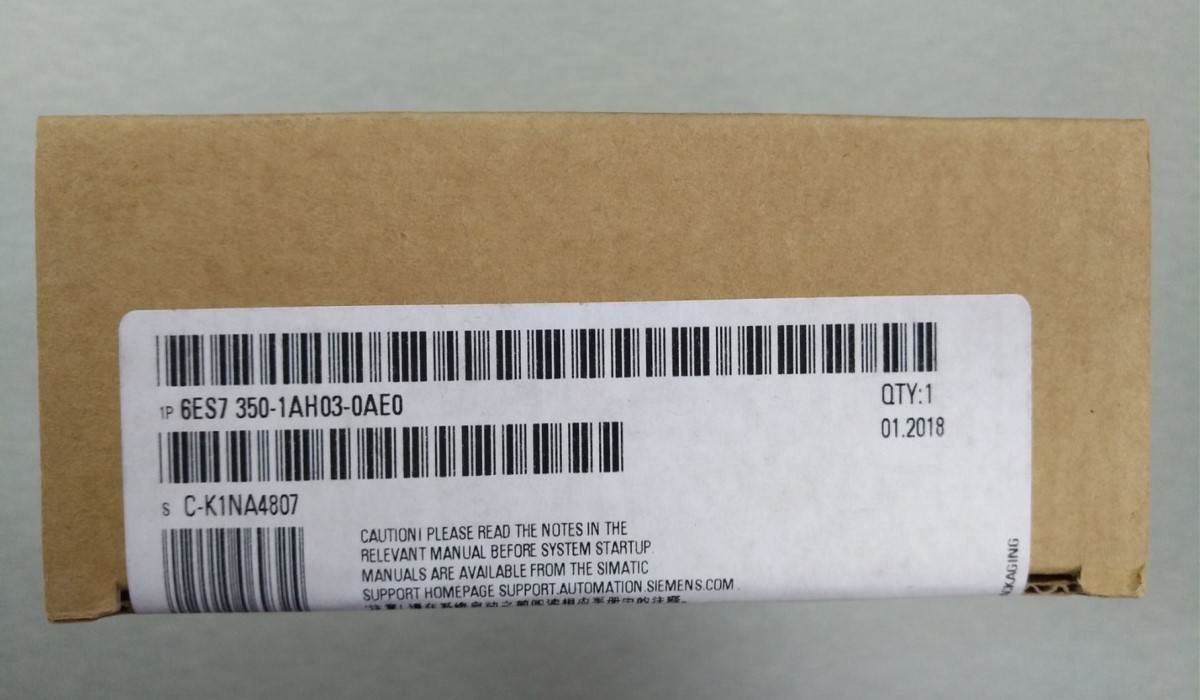 1P 6ES7 350-1AH03-0AE0
QTY:1
01.2018
S C-K1NA4807
CAUTION! PLEASE READ THE NOTES IN THE
RELEVANT MANUAL BEFORE SYSTEM STARTUP.
MANUALS ARE AVAILABLE FROM THE SIMATIC
SUPPORT HOMEPAGE SUPPORT.AUTOMATION.SIEMENS.COM .